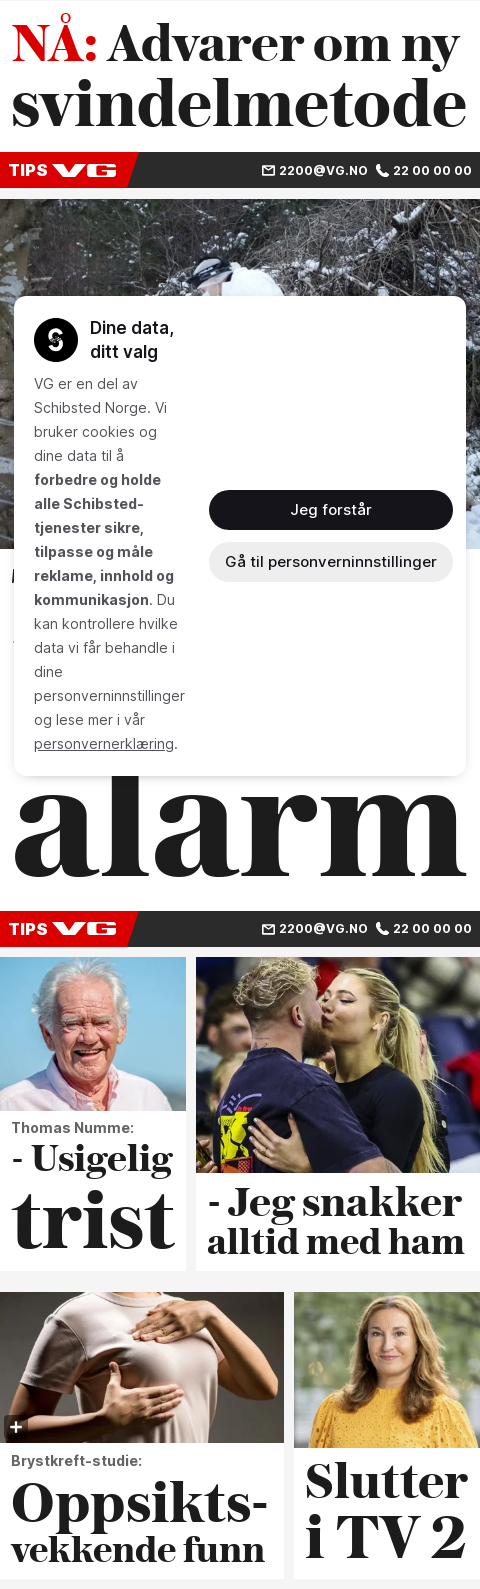 NÅ: Advarer om ny
svindelmetode
TIPS VG
2200@VG.NO 22 00 00 00
Dine data,
ditt valg
VG er en del av
Schibsted Norge. Vi
bruker cookies og
dine data til å
forbedre og holde
alle Schibsted-
tjenester sikre,
tilpasse og måle
reklame, innhold og
kommunikasjon. Du
kan kontrollere hvilke
data vi får behandle i
dine
personverninnstillinger
og lese mer i vår
personvernerklæring.
Jeg forstår
Gå til personverninnstillinger
alarm
TIPS VG
2200@VG.NO 22 00 00 00
Thomas Numme:
- Usigelig
trist
- Jeg snakker
alltid med ham
Brystkreft-studie:
Oppsikts-
vekkende funn
Slutter
i TV 2